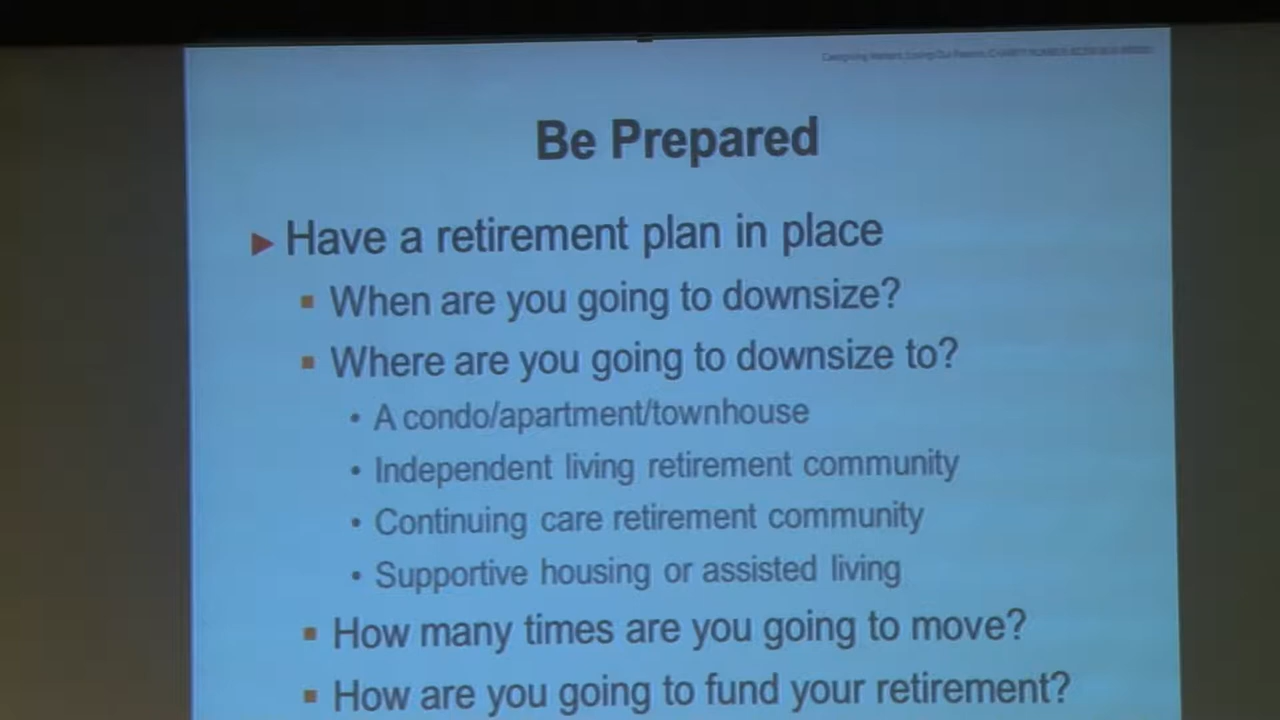 Be Prepared
Have a retirement plan in place
When are you going to downsize?
Where are you going to downsize to?
A condo/apartment/townhouse
Independent living retirement community
Continuing care retirement community
Supportive housing or assisted living
How many times are you going to move?
How are you going to fund your retirement?